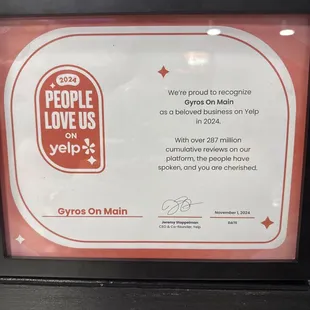 2024
PEOPLE
LOVE US
ON
yelp
We're proud to recognize
Gyros On Main
as a beloved business on Yelp
in 2024.
With over 287 million
cumulative reviews on our
platform, the people have
spoken, and you are cherished.
Gyros On Main
November 1, 2024
Jeremy Stoppelman
CEO & Co-Founder, Yelp
DATE